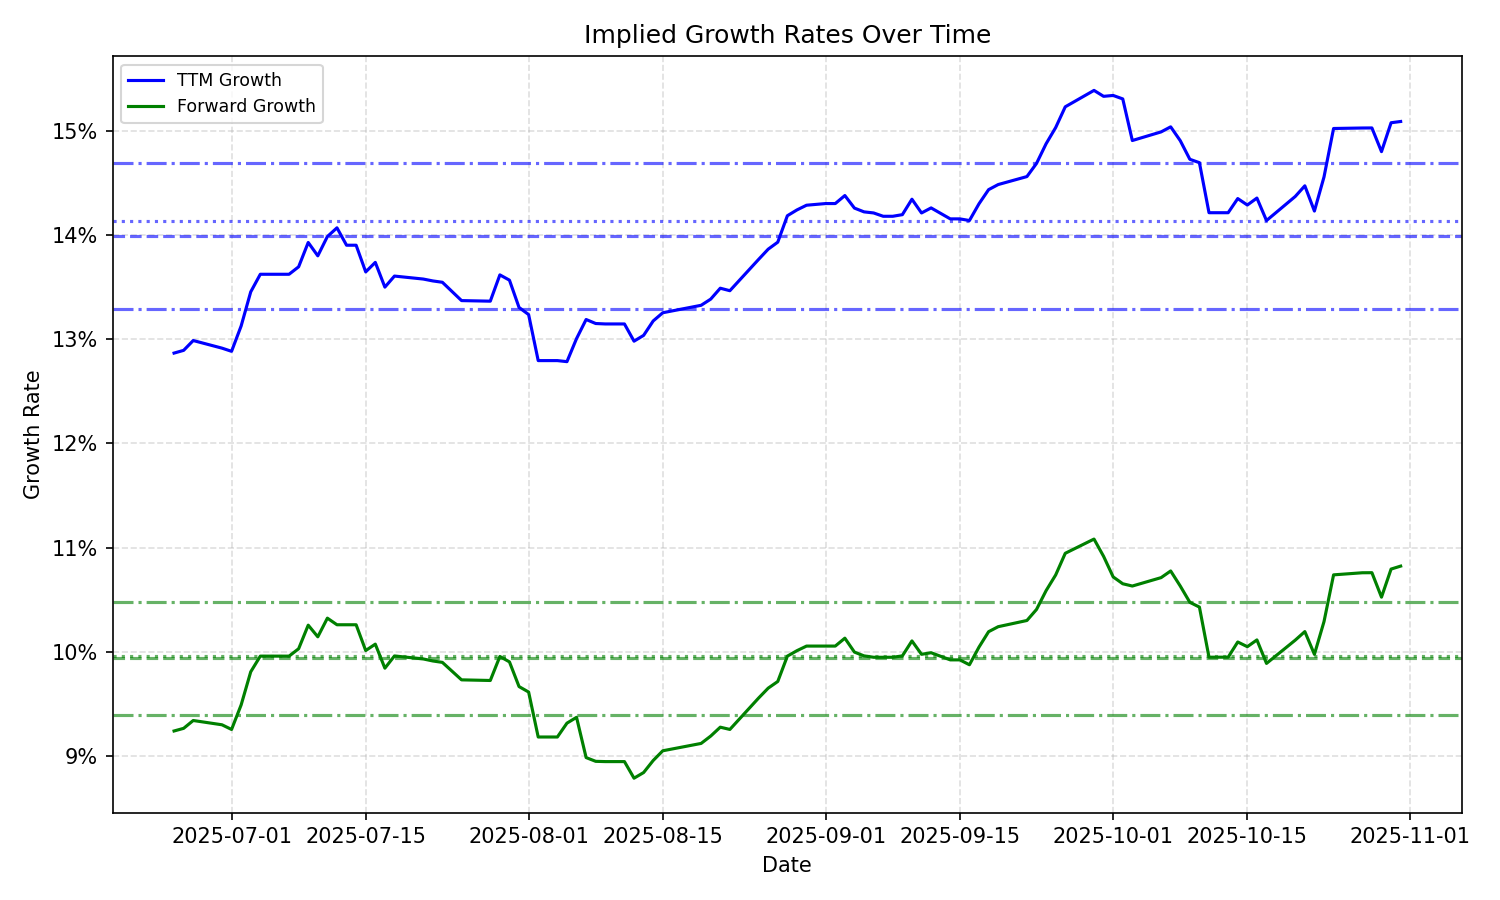 Implied Growth Rates Over Time
TTM Growth
Forward Growth
15%
14%
13%
12%
11%
10%
9%
Growth Rate
2025-07-01 2025-07-15 2025-08-01 2025-08-15 2025-09-01 2025-09-15 2025-10-01 2025-10-15 2025-11-01
Date